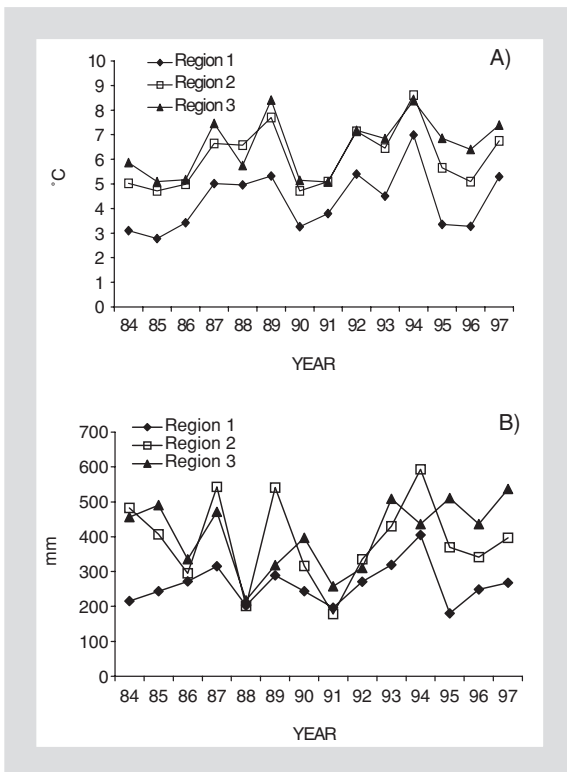 A)
Region 1
Region 2
Region 3
10
9
8
7
6
5
4
3
2
1
0
°C
84 85 86 87 88 89 90 91 92 93 94 95 96 97
YEAR
B)
Region 1
Region 2
Region 3
700
600
500
400
300
200
100
0
mm
84 85 86 87 88 89 90 91 92 93 94 95 96 97
YEAR